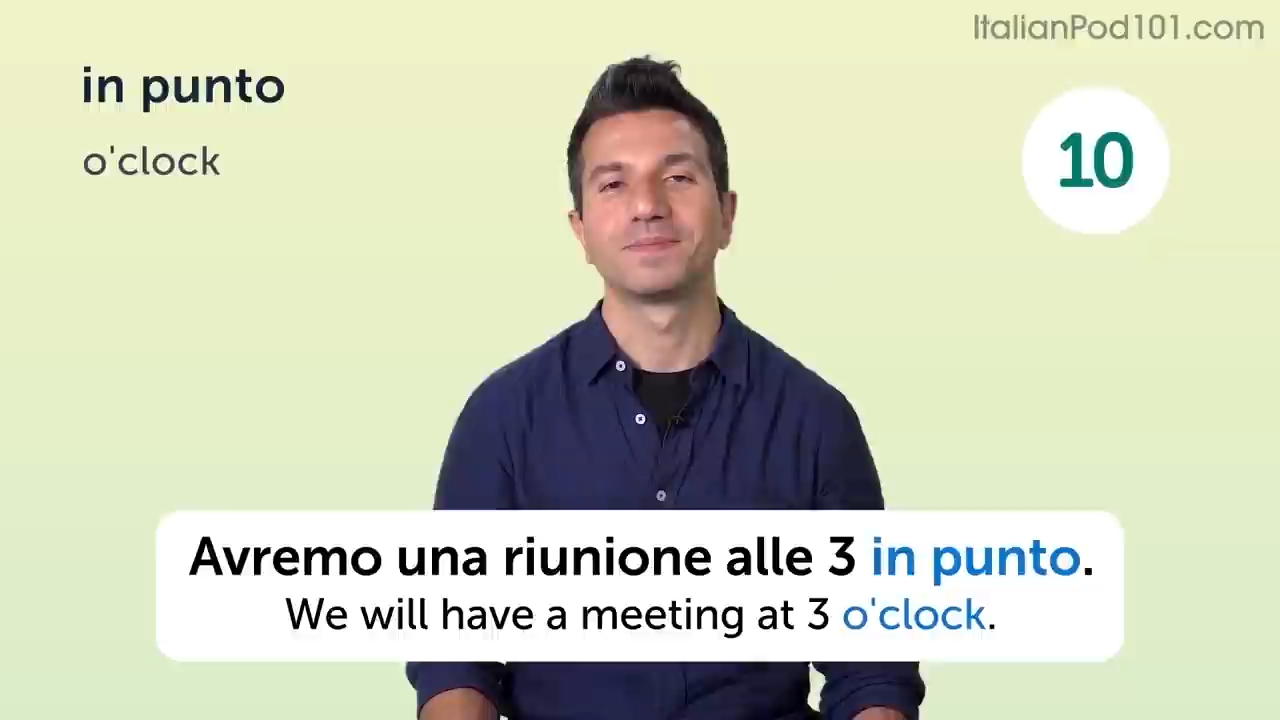 ItalianPod101.com
in punto
o'clock
10
Avremo una riunione alle 3 in punto.
We will have a meeting at 3 o'clock.